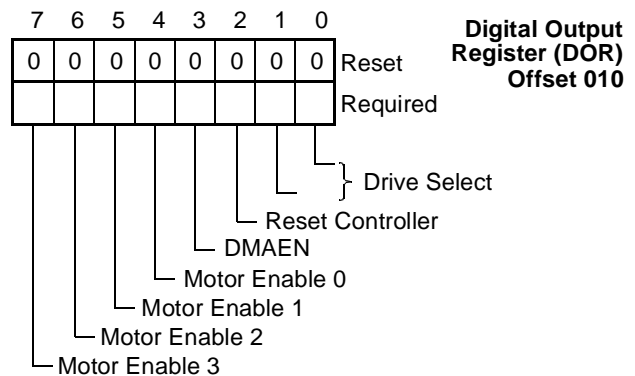 7 6 5 4 3 2 1 0
Digital Output
Register (DOR)
Offset 010
0 0 0 0 0 0 0 0 Reset
Required
Drive Select
Reset Controller
DMAEN
Motor Enable 0
Motor Enable 1
Motor Enable 2
Motor Enable 3